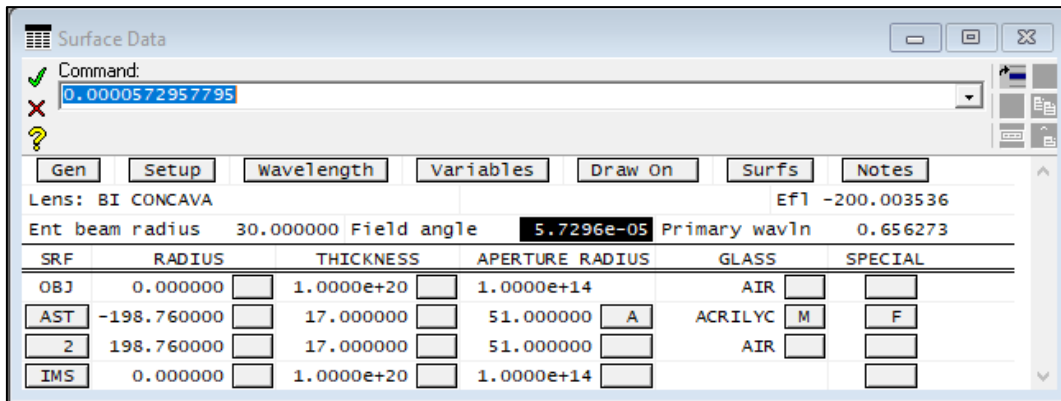 Surface Data
Command:
0.0000572957795
Gen Setup Wavelength Variables Draw On Surfs Notes
Lens: BI CONCAVA Efl -200.003536
Ent beam radius 30.000000 Field angle 5.7296e-05 Primary wavln 0.656273
SRF RADIUS THICKNESS APERTURE RADIUS GLASS SPECIAL
OBJ 0.000000 1.0000e+20 1.0000e+14 AIR
AST -198.760000 17.000000 51.000000 A ACRILYC M F
2 198.760000 17.000000 51.000000 AIR
IMS 0.000000 1.0000e+20 1.0000e+14